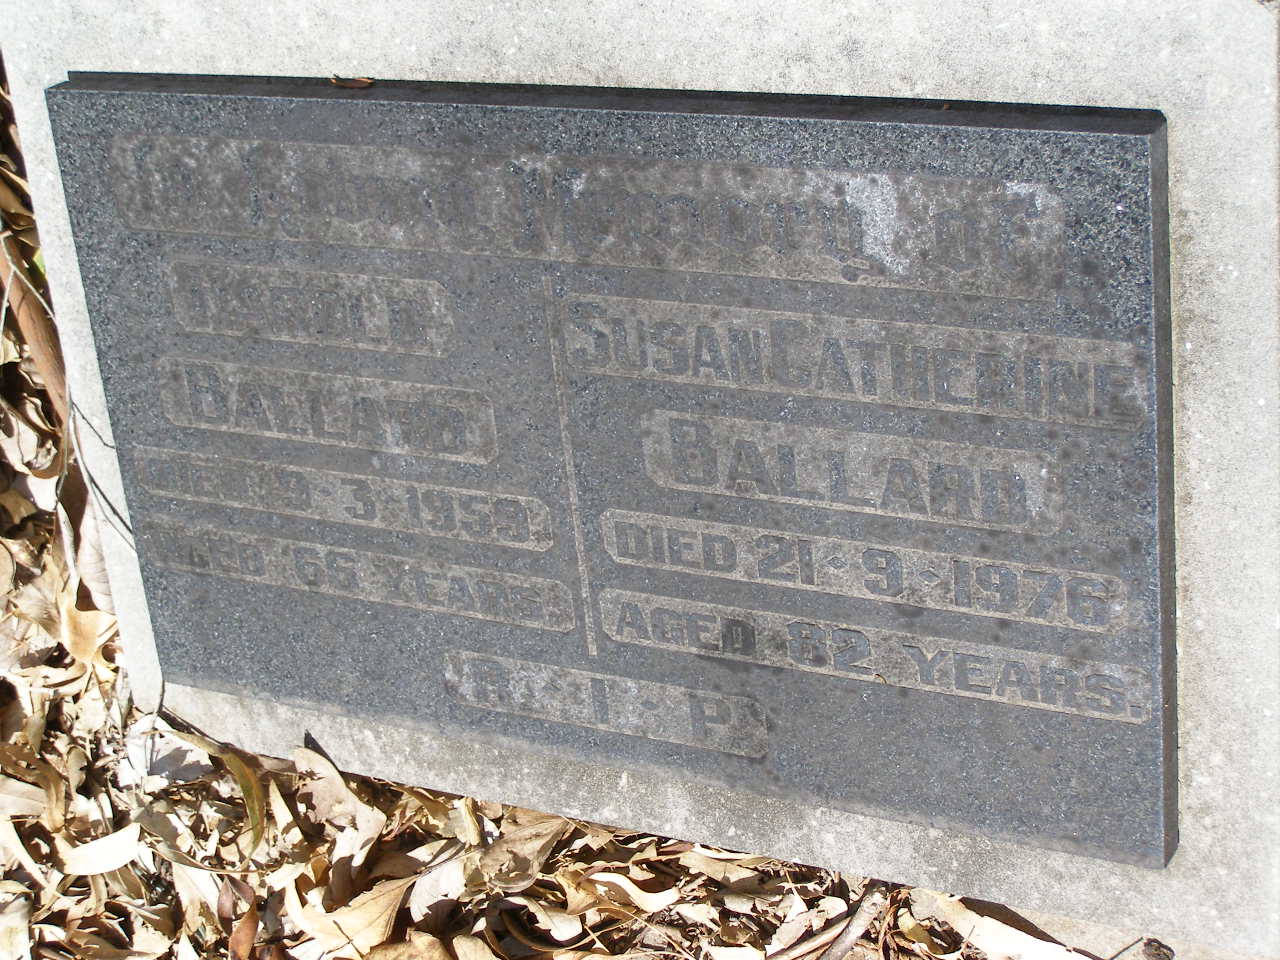 In Loving Memory of
HAROLD
BALLARD
DIED 9·3·1959
AGED 66 YEARS.
SUSAN CATHERINE
BALLARD
DIED 21·9·1976
AGED 82 YEARS.
R·I·P